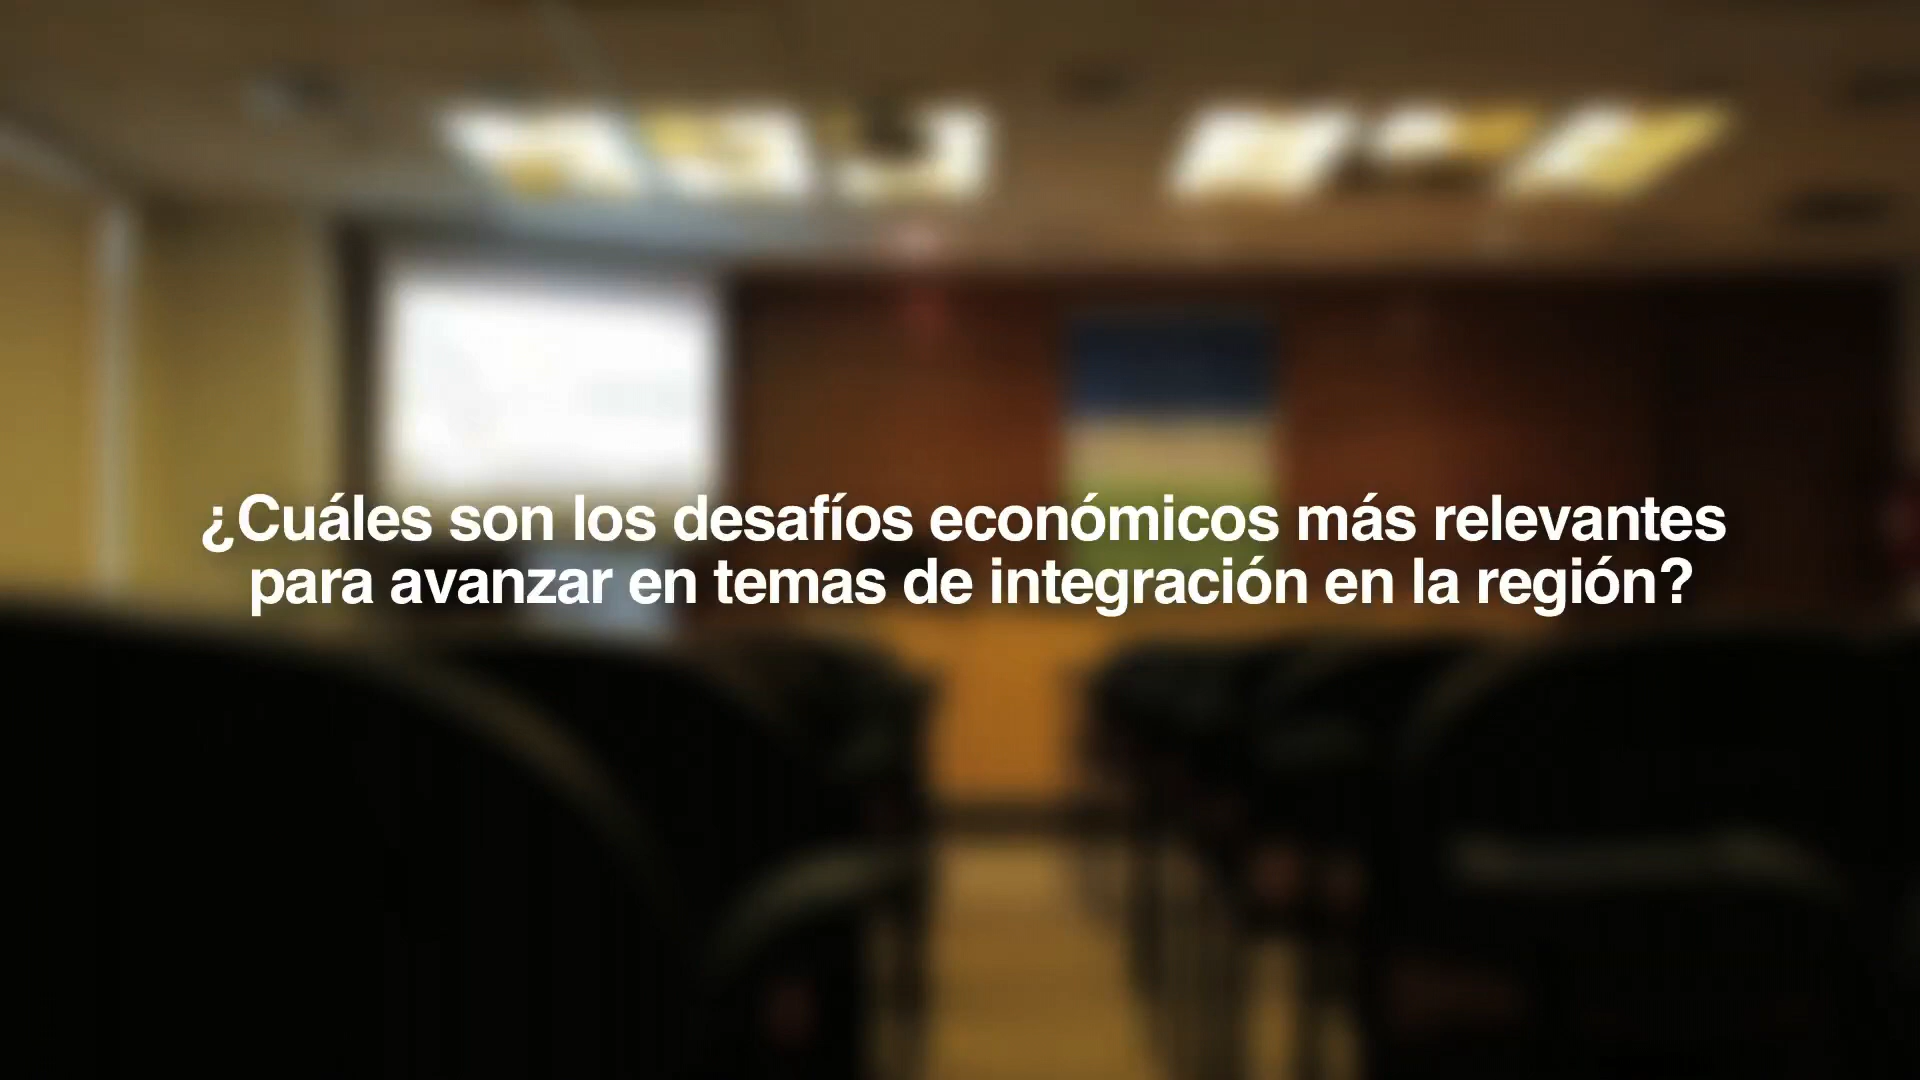 ¿Cuáles son los desafíos económicos más relevantes
para avanzar en temas de integración en la región?